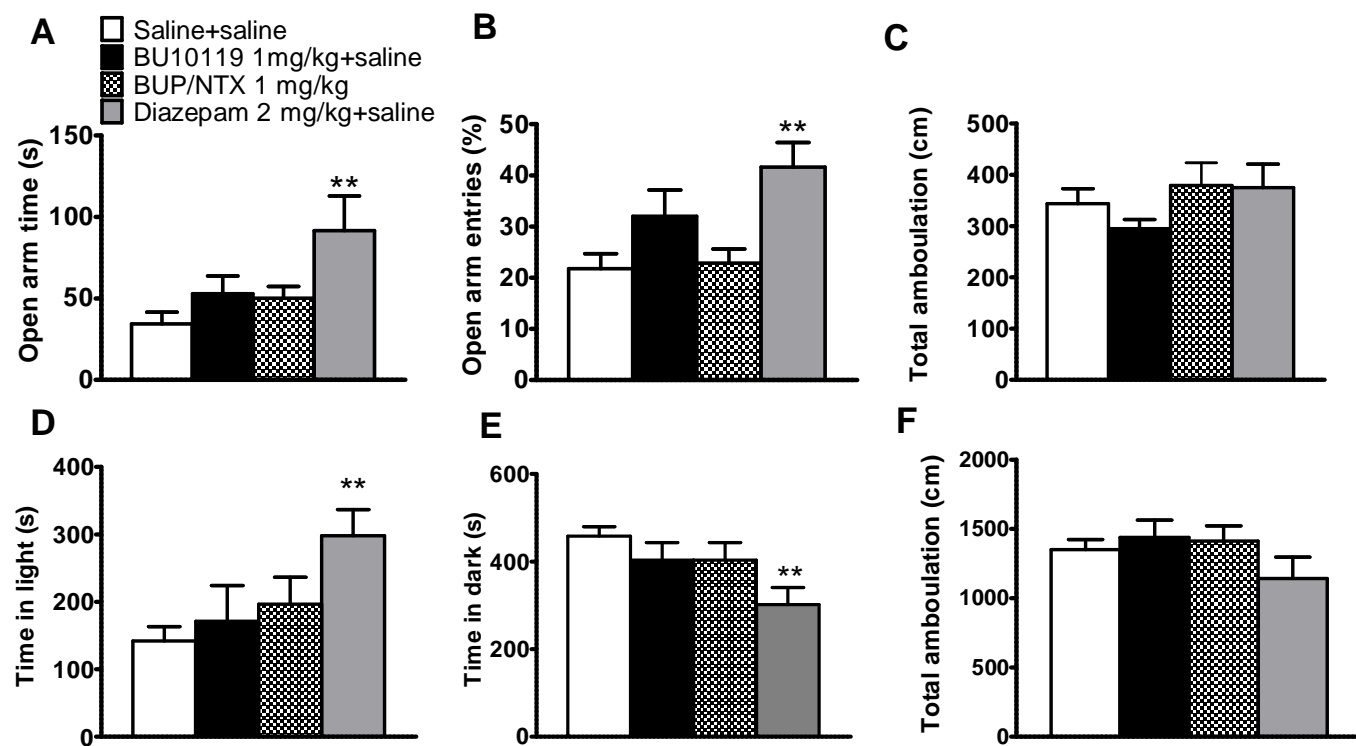 A
Saline+saline
BU10119 1mg/kg+saline
BUP/NTX 1 mg/kg
Diazepam 2 mg/kg+saline
Open arm time (s)
150
100
50
0
**
B
Open arm entries (%)
50
40
30
20
10
0
**
C
Total amboulation (cm)
500
400
300
200
100
0
D
Time in light (s)
400
300
200
100
0
**
E
Time in dark (s)
600
400
200
0
**
F
Total amboulation (cm)
2000
1500
1000
500
0